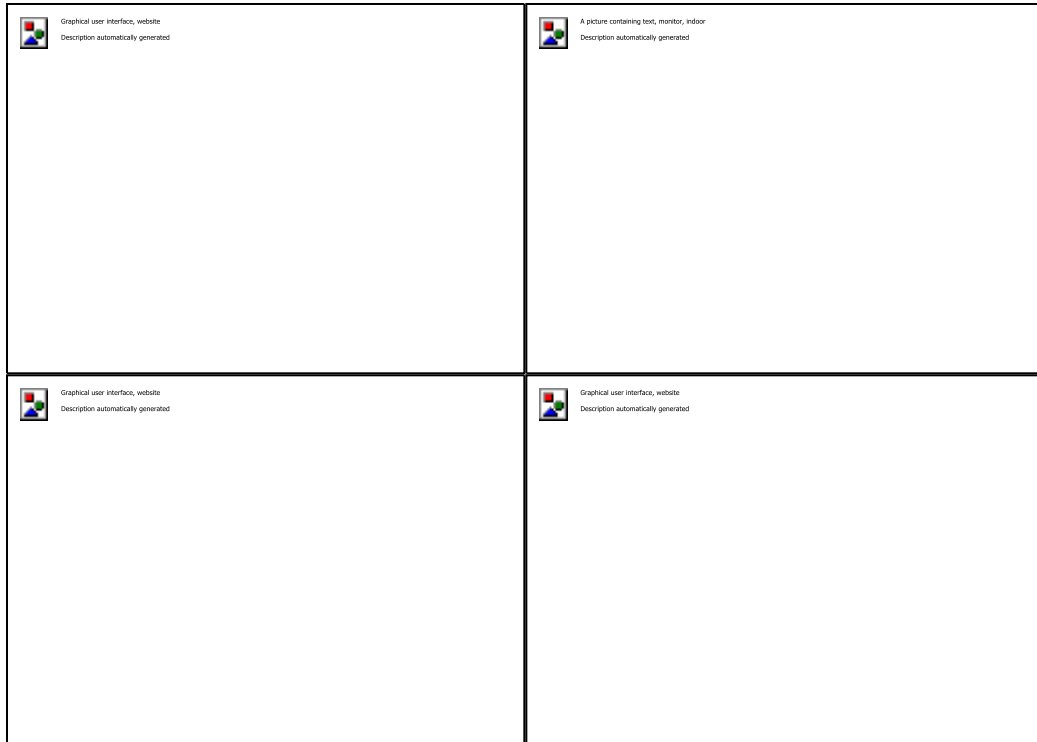 Graphical user interface, website
Description automatically generated
A picture containing text, monitor, indoor
Description automatically generated
Graphical user interface, website
Description automatically generated
Graphical user interface, website
Description automatically generated